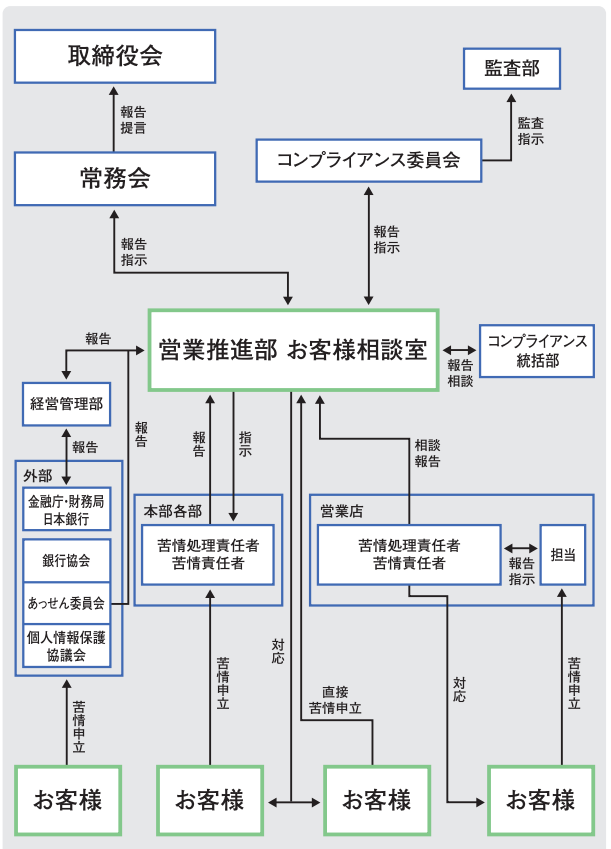 取締役会
監査部
報告
提言
監査
指示
常務会
コンプライアンス委員会
報告
指示
報告
指示
営業推進部 お客様相談室
コンプライアンス
統括部
報告
報告
相談
経営管理部
報告
報告
報告
指示
相談
報告
外部
金融庁・財務局
日本銀行
銀行協会
あっせん委員会
個人情報保護
協議会
本部各部
苦情処理責任者
苦情責任者
営業店
苦情処理責任者
苦情責任者
報告
指示
担当
苦情申立
苦情申立
対応
直接
苦情申立
対応
苦情申立
お客様
お客様
お客様
お客様